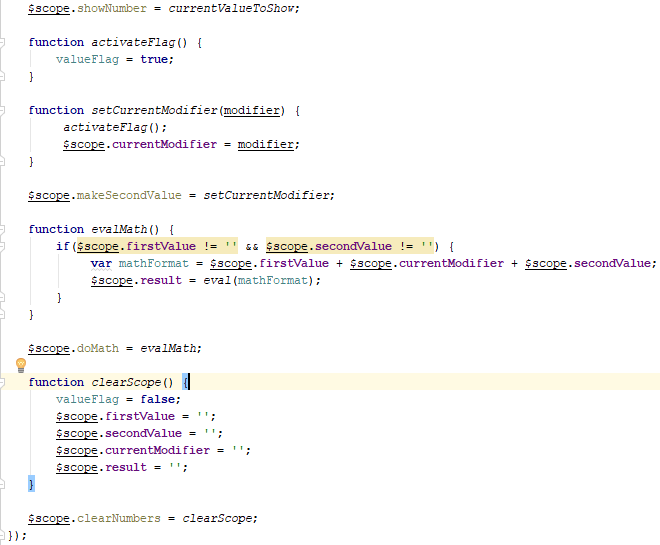 $scope.showNumber = currentValueToShow;
function activateFlag() {
valueFlag = true;
}
function setCurrentModifier(modifier) {
activateFlag();
$scope.currentModifier = modifier;
}
$scope.makeSecondValue = setCurrentModifier;
function evalMath() {
if($scope.firstValue != '' && $scope.secondValue != '') {
var mathFormat = $scope.firstValue + $scope.currentModifier + $scope.secondValue;
$scope.result = eval(mathFormat);
}
}
$scope.doMath = evalMath;
function clearScope() {
valueFlag = false;
$scope.firstValue = '';
$scope.secondValue = '';
$scope.currentModifier = '';
$scope.result = '';
}
$scope.clearNumbers = clearScope;
});